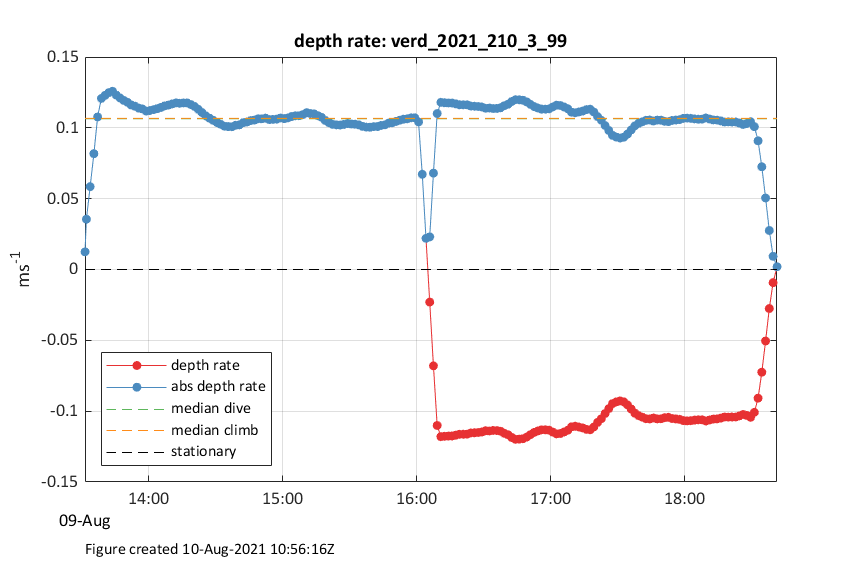 depth rate: verd_2021_210_3_99
0.15
0.1
0.05
0
-0.05
-0.1
-0.15
ms-1
depth rate
abs depth rate
median dive
median climb
stationary
14:00 15:00 16:00 17:00 18:00
09-Aug
Figure created 10-Aug-2021 10:56:16Z